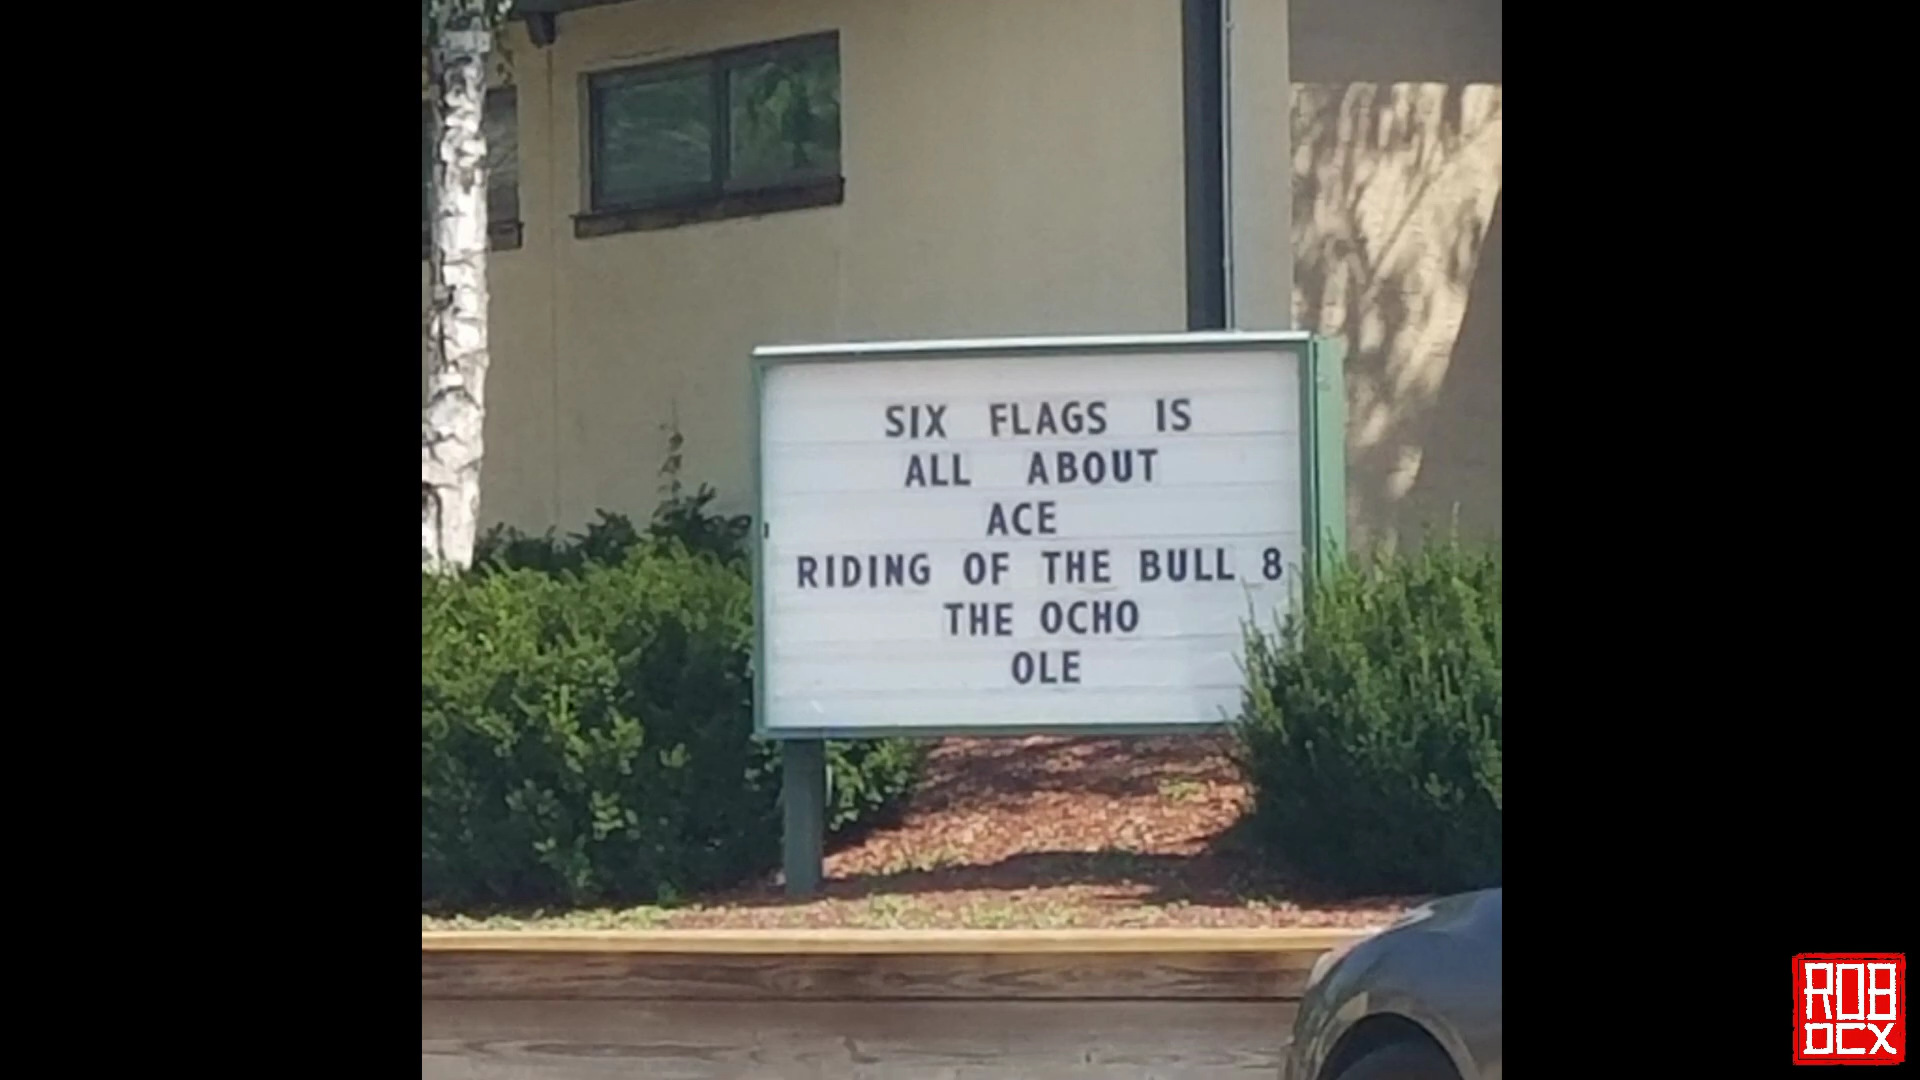 SIX FLAGS IS
ALL ABOUT
ACE
RIDING OF THE BULL 8
THE OCHO
OLE
ROB
DCX